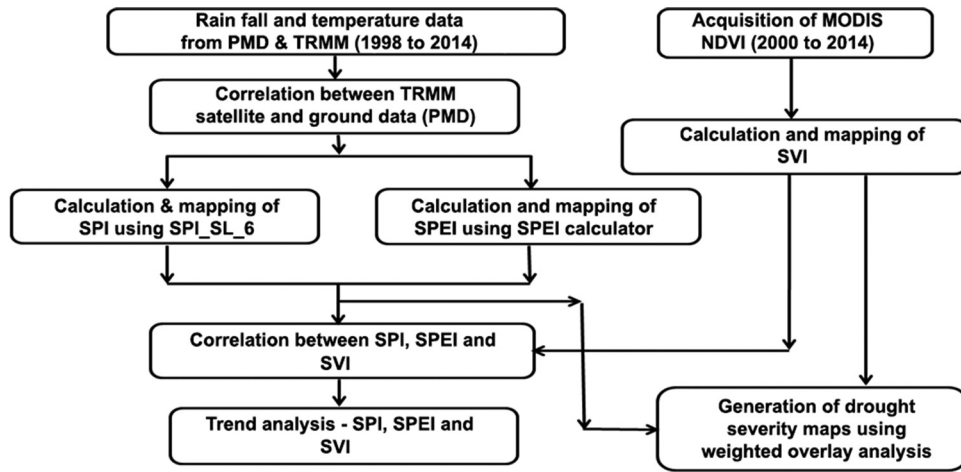 Rain fall and temperature data
from PMD & TRMM (1998 to 2014)
Acquisition of MODIS
NDVI (2000 to 2014)
Correlation between TRMM
satellite and ground data (PMD)
Calculation and mapping of
SVI
Calculation & mapping of
SPI using SPI_SL_6
Calculation and mapping of
SPEI using SPEI calculator
Correlation between SPI, SPEI and
SVI
Trend analysis - SPI, SPEI and
SVI
Generation of drought
severity maps using
weighted overlay analysis